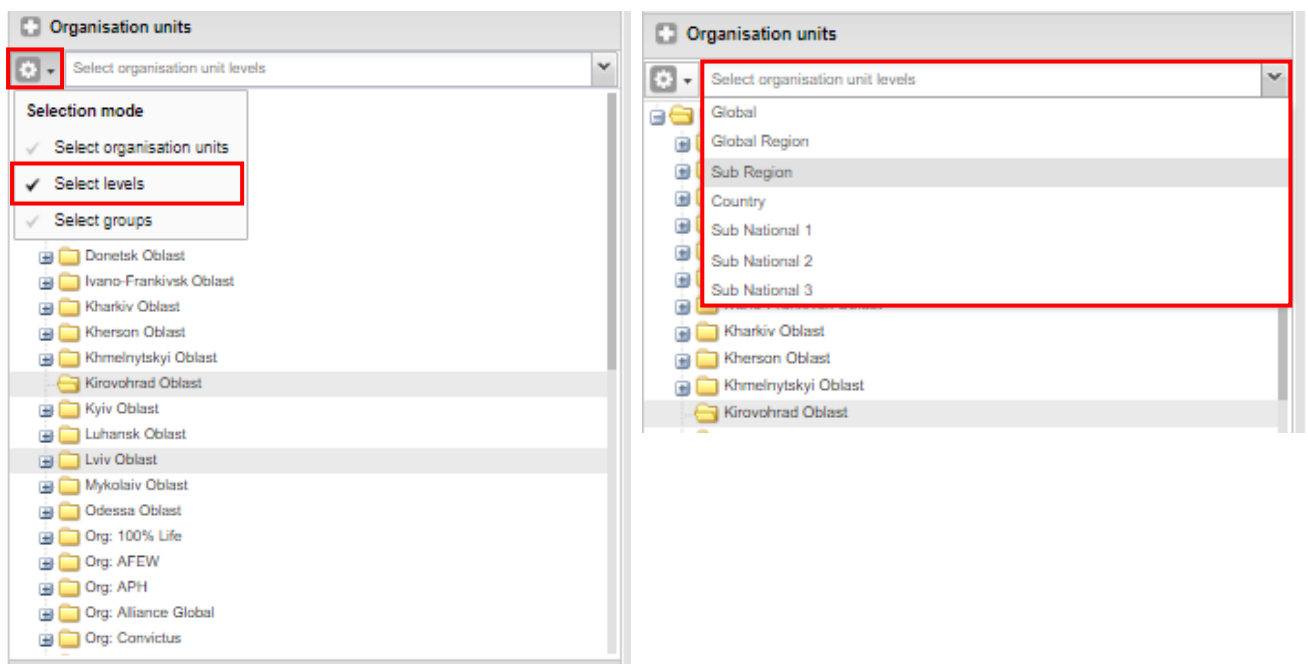 Organisation units
Select organisation unit levels
Selection mode
Select organisation units
Select levels
Select groups
Donetsk Oblast
Ivano-Frankivsk Oblast
Kharkiv Oblast
Kherson Oblast
Khmelnytskyi Oblast
Kirovohrad Oblast
Kyiv Oblast
Luhansk Oblast
Lviv Oblast
Mykolaiv Oblast
Odessa Oblast
Org: 100% Life
Org: AFEW
Org: APH
Org: Alliance Global
Org: Convictus
Organisation units
Select organisation unit levels
Global
Global Region
Sub Region
Country
Sub National 1
Sub National 2
Sub National 3
Kharkiv Oblast
Kherson Oblast
Khmelnytskyi Oblast
Kirovohrad Oblast